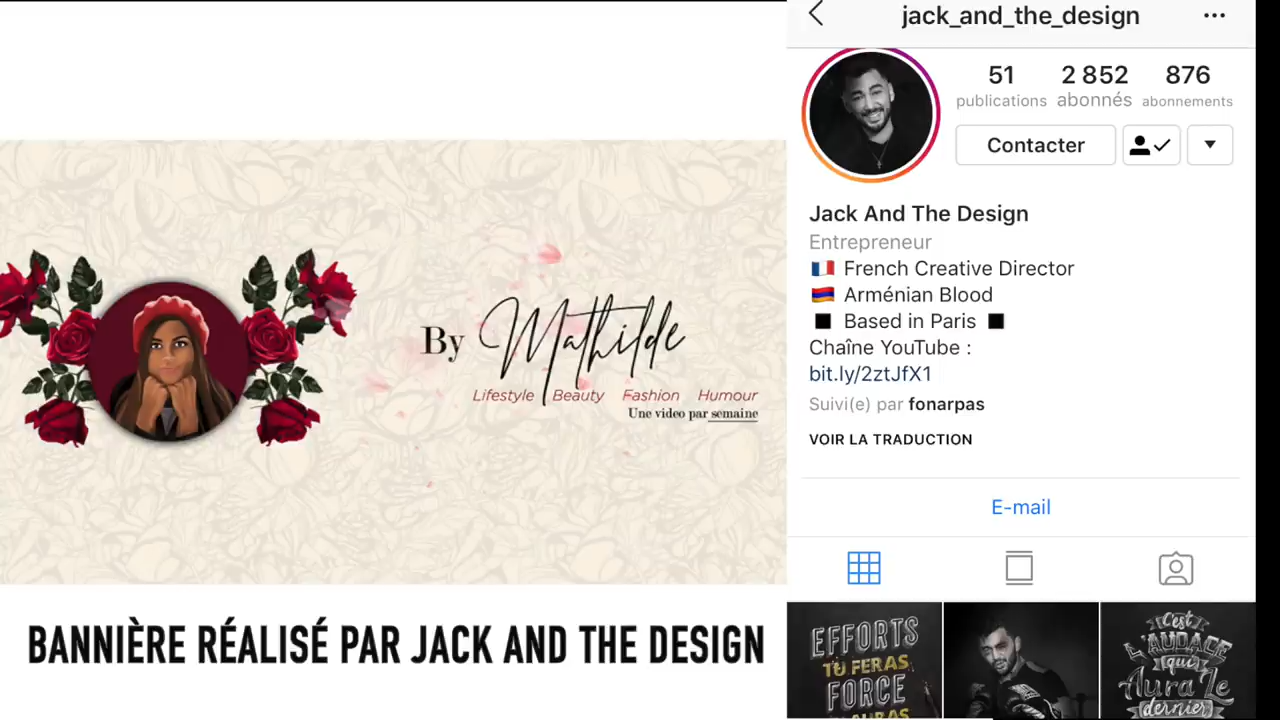 By Mathilde
Lifestyle Beauty Fashion Humour
Une video par semaine
BANNIÈRE RÉALISÉ PAR JACK AND THE DESIGN
jack_and_the_design
51 2 852 876
publications abonnés abonnements
Contacter
Jack And The Design
Entrepreneur
French Creative Director
Arménian Blood
Based in Paris
Chaîne YouTube :
bit.ly/2ztJfX1
Suivi(e) par fonarpas
VOIR LA TRADUCTION
E-mail
EFFORTS
TU FERAS
FORCE
AURAS
C'est
L'AUDACE
qui
Aura Le
dernier